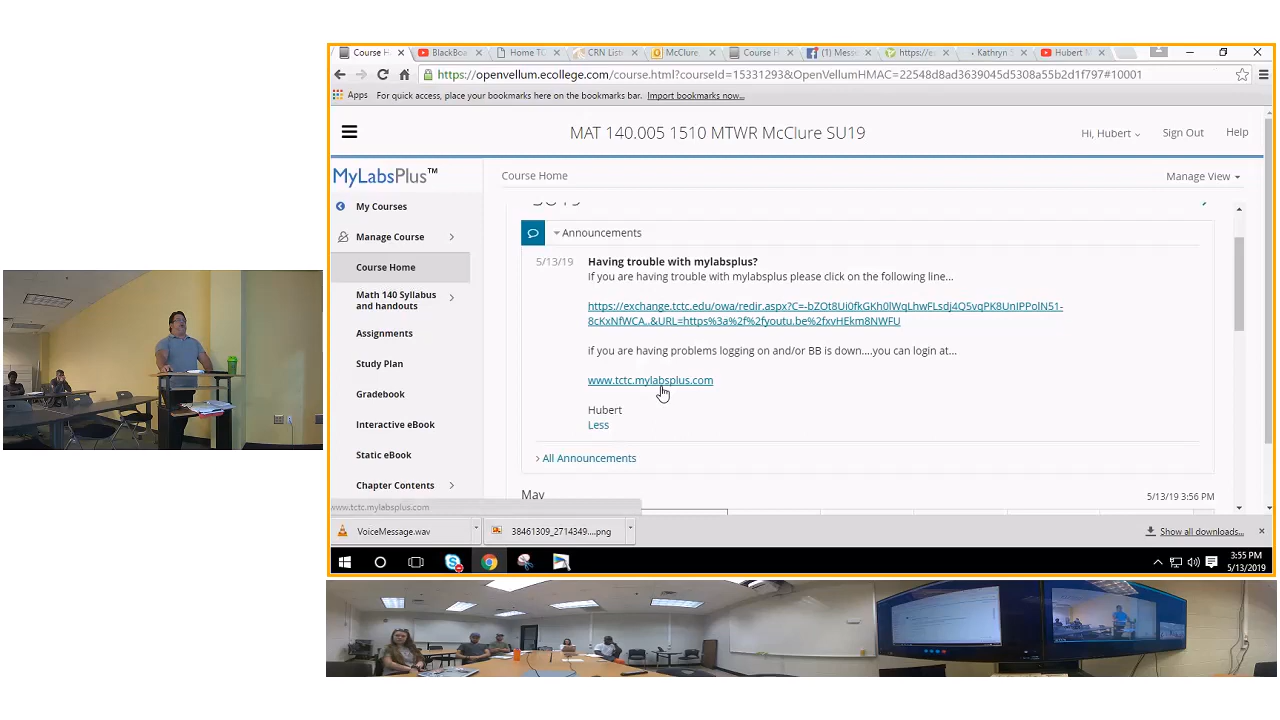 Course H
BlackBoa
Home TC
CRN List
McClure
Course H
(1) Messe
https://e
Kathryn S
Hubert M
https://openvellum.ecollege.com/course.html?courseId=15331293&OpenVellumHMAC=22548d8ad3639045d5308a55b2d1f797#10001
Apps For quick access, place your bookmarks here on the bookmarks bar. Import bookmarks now...
MAT 140.005 1510 MTWR McClure SU19
Hi, Hubert
Sign Out
Help
MyLabsPlus™
Course Home
Manage View
My Courses
Manage Course
Course Home
Math 140 Syllabus
and handouts
Assignments
Study Plan
Gradebook
Interactive eBook
Static eBook
Chapter Contents
SU19
Announcements
5/13/19 Having trouble with mylabsplus?
If you are having trouble with mylabsplus please click on the following line...
https://exchange.tctc.edu/owa/redir.aspx?C=-bZOt8Ui0fkGKh0lWqLhwFLsdj4Q5vqPK8UnIPPolN51-
8cKxNfWCA..&URL=https%3a%2f%2fyoutu.be%2fxvHEkm8NWFU
if you are having problems logging on and/or BB is down....you can login at...
www.tctc.mylabsplus.com
Hubert
Less
All Announcements
May
5/13/19 3:56 PM
www.tctc.mylabsplus.com
VoiceMessage.wav
38461309_2714349....png
Show all downloads...
3:55 PM
5/13/2019